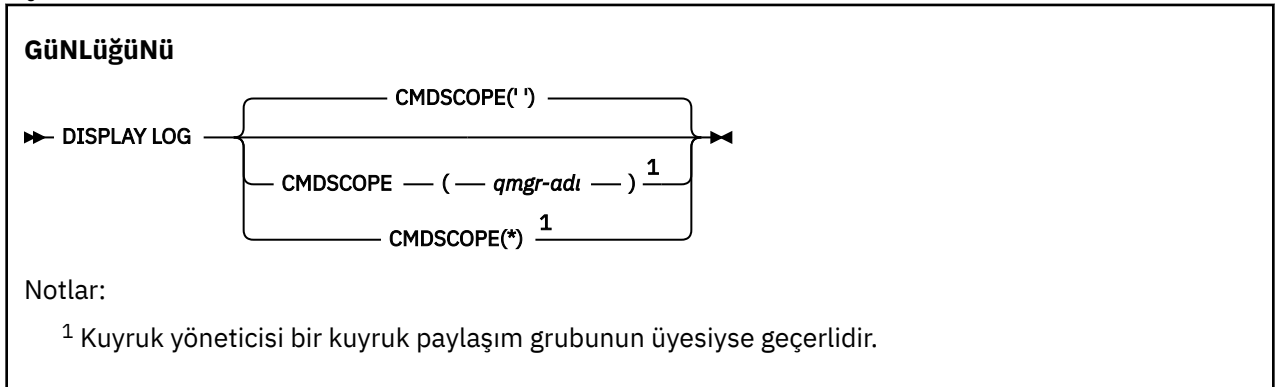 GüNLüğüNü
CMDSCOPE(' ')
DISPLAY LOG
CMDSCOPE ( qmgr-adı ) 1
CMDSCOPE(*) 1
Notlar:
1 Kuyruk yöneticisi bir kuyruk paylaşım grubunun üyesiyse geçerlidir.